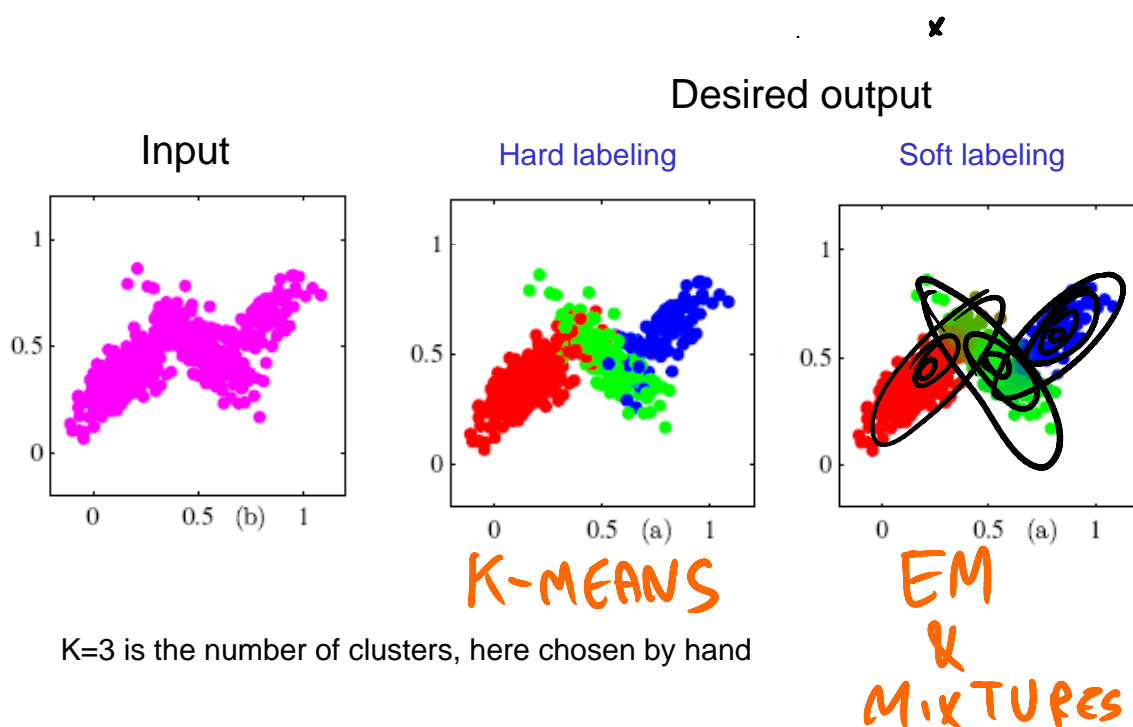 x
Desired output
Input
Hard labeling
Soft labeling
1
0.5
0
0
0.5
(b)
1
1
0.5
0
0
0.5
(a)
1
1
0.5
0
0
0.5
(a)
1
K-MEANS
EM
&
MIXTURES
K=3 is the number of clusters, here chosen by hand